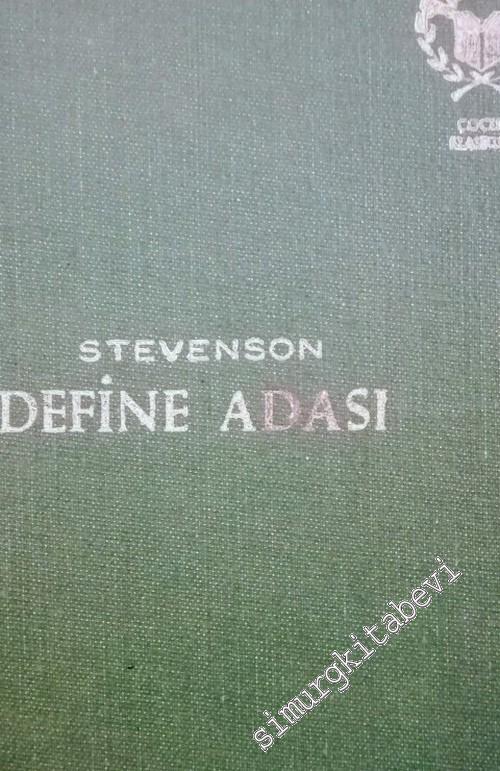 STEVENSON
DEFİNE ADASI
simurgkitabevi